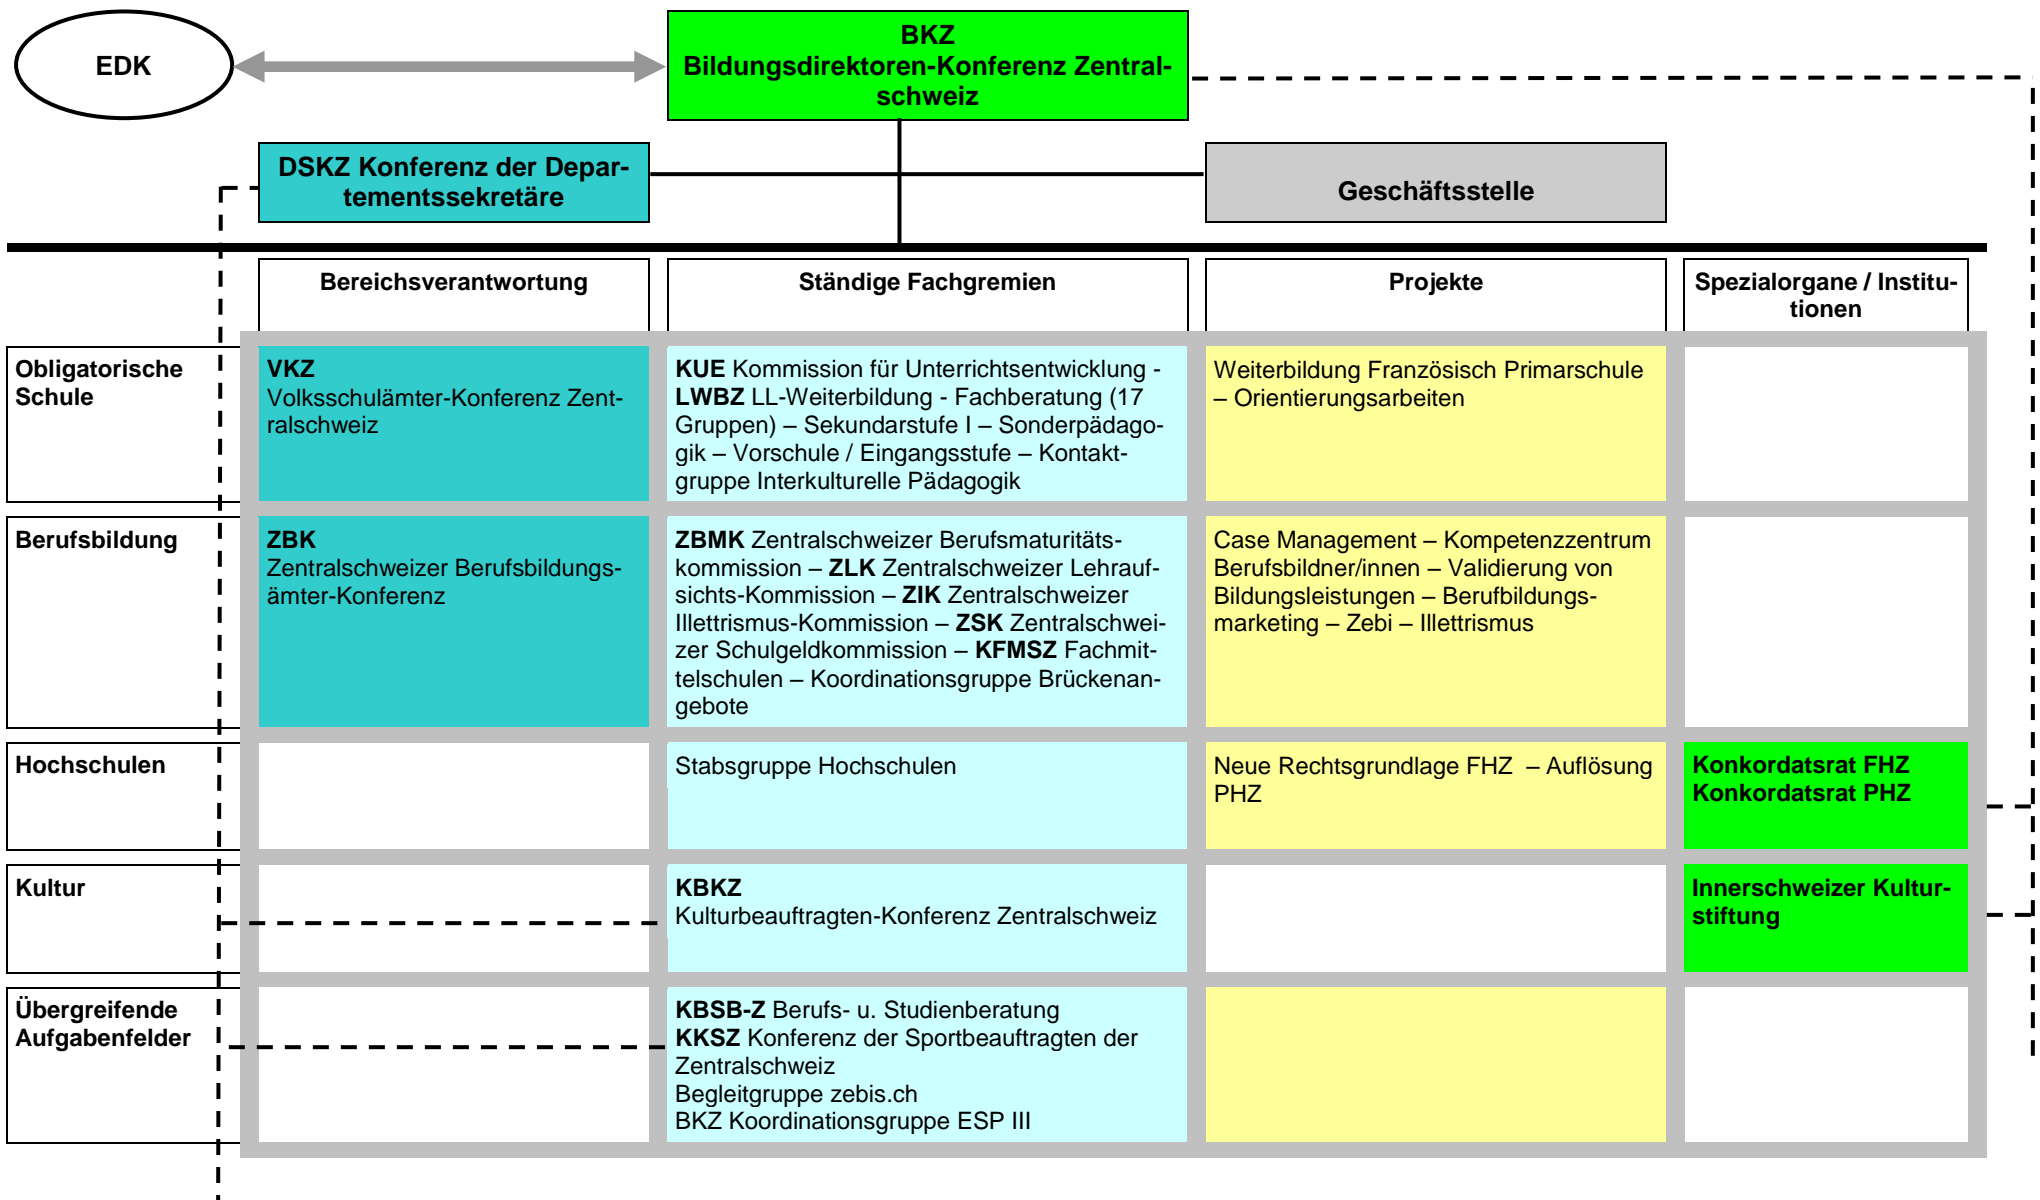 EDK
BKZ
Bildungsdirektoren-Konferenz Zentral-
schweiz
DSKZ Konferenz der Depar-
tementssekretäre
Geschäftsstelle
Bereichsverantwortung
Ständige Fachgremien
Projekte
Spezialorgane / Institu-
tionen
Obligatorische
Schule
VKZ
Volksschulämter-Konferenz Zent-
ralschweiz
KUE Kommission für Unterrichtsentwicklung -
LWBZ LL-Weiterbildung - Fachberatung (17
Gruppen) – Sekundarstufe I – Sonderpädago-
gik – Vorschule / Eingangsstufe – Kontakt-
gruppe Interkulturelle Pädagogik
Weiterbildung Französisch Primarschule
– Orientierungsarbeiten
Berufsbildung
ZBK
Zentralschweizer Berufsbildungs-
ämter-Konferenz
ZBMK Zentralschweizer Berufsmaturitäts-
kommission – ZLK Zentralschweizer Lehrauf-
sichts-Kommission – ZIK Zentralschweizer
Illettrismus-Kommission – ZSK Zentralschwei-
zer Schulgeldkommission – KFMSZ Fachmit-
telschulen – Koordinationsgruppe Brückenan-
gebote
Case Management – Kompetenzzentrum
Berufsbildner/innen – Validierung von
Bildungsleistungen – Berufbildungs-
marketing – Zebi – Illettrismus
Hochschulen
Stabsgruppe Hochschulen
Neue Rechtsgrundlage FHZ – Auflösung
PHZ
Konkordatsrat FHZ
Konkordatsrat PHZ
Kultur
KBKZ
Kulturbeauftragten-Konferenz Zentralschweiz
Innerschweizer Kultur-
stiftung
Übergreifende
Aufgabenfelder
KBSB-Z Berufs- u. Studienberatung
KKSZ Konferenz der Sportbeauftragten der
Zentralschweiz
Begleitgruppe zebis.ch
BKZ Koordinationsgruppe ESP III